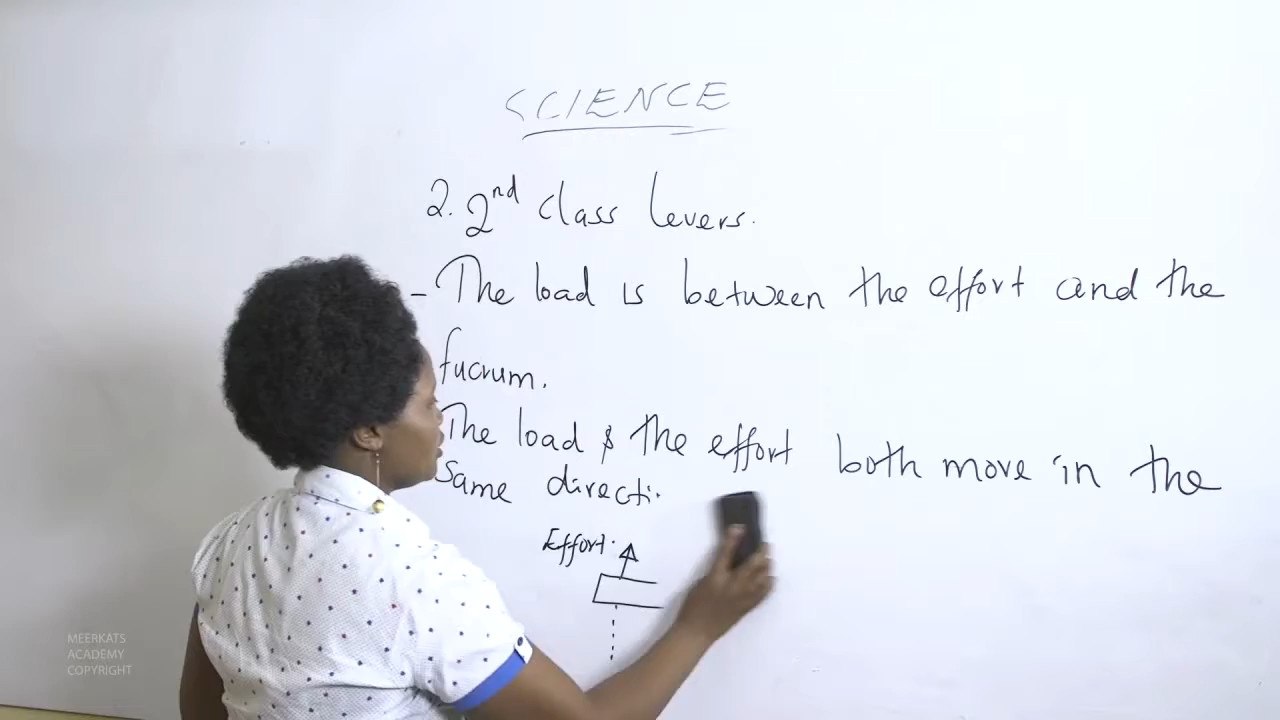 SCIENCE
2. 2nd class levers.
- The load is between the effort and the
fucrum.
The load & the effort both move in the
same directi.
Effort.
MEERKATS
ACADEMY
COPYRIGHT